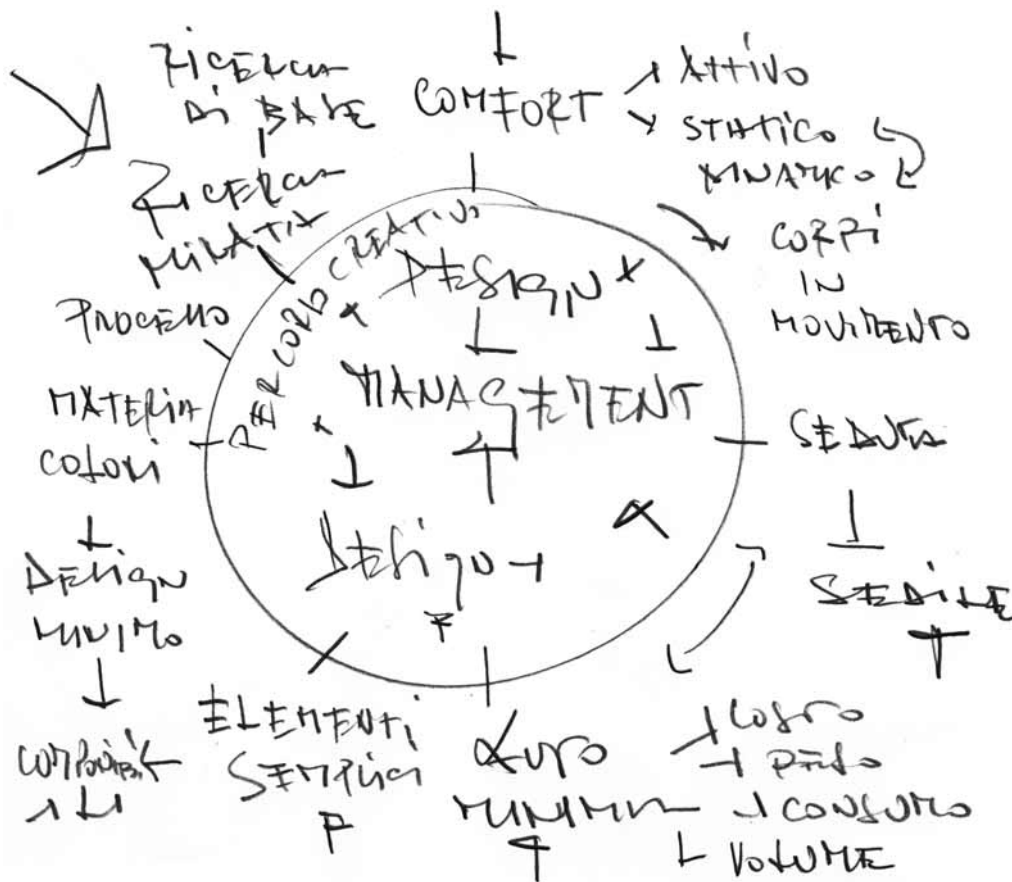 RICERCA
DI BASE
RICERCA
MIRATA
PROCESSO
MATERIA
COLORI
DESIGN
MINIMO
COMFORT
ATTIVO
STATICO
DINAMICO
CORPI
IN
MOVIMENTO
SEDUTA
SEDILE
PERCORSO CREATIVO
DESIGN
MANAGEMENT
DESIGN
ELEMENTI
SEMPLICI
MINIMUM
COSTO
PESO
CONSUMO
VOLUME